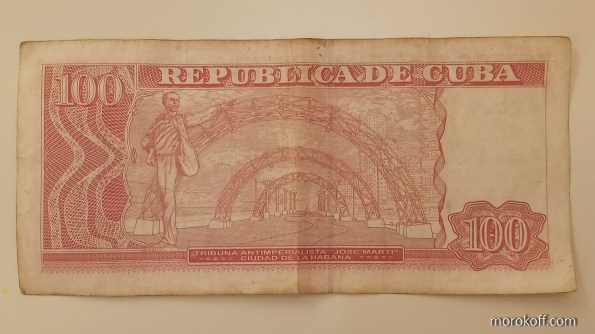 REPUBLICA DE CUBA
100
TRIBUNA ANTIMPERIALISTA "JOSE MARTI"
CIUDAD DE LA HABANA
100
morokoff.com